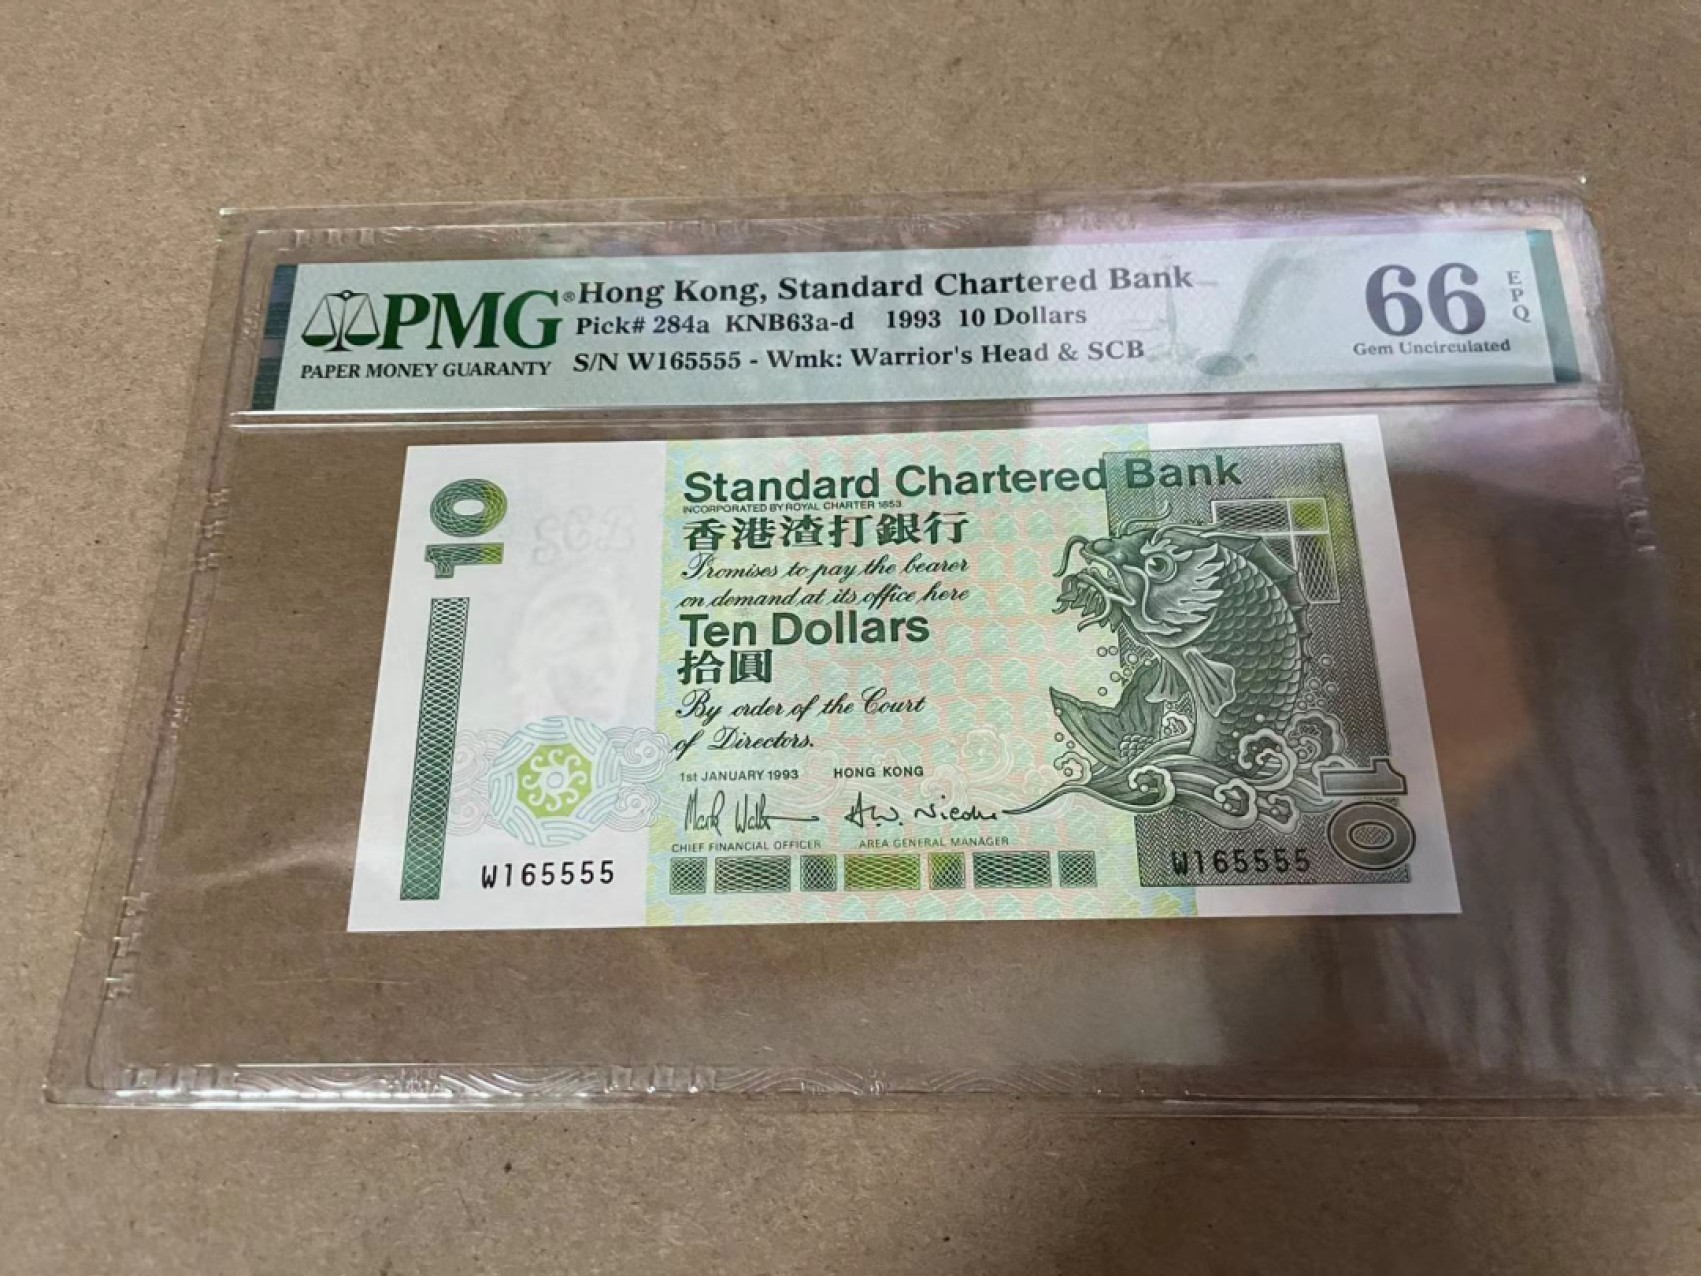 PMG®
PAPER MONEY GUARANTY
Hong Kong, Standard Chartered Bank
Pick# 284a KNB63a-d 1993 10 Dollars
S/N W165555 - Wmk: Warrior's Head & SCB
66
EPQ
Gem Uncirculated
10
Standard Chartered Bank
INCORPORATED BY ROYAL CHARTER 1853
香港渣打銀行
Promises to pay the bearer
on demand at its office here
Ten Dollars
拾圓
By order of the Court
of Directors.
1st JANUARY 1993 HONG KONG
CHIEF FINANCIAL OFFICER AREA GENERAL MANAGER
W165555
W165555
10